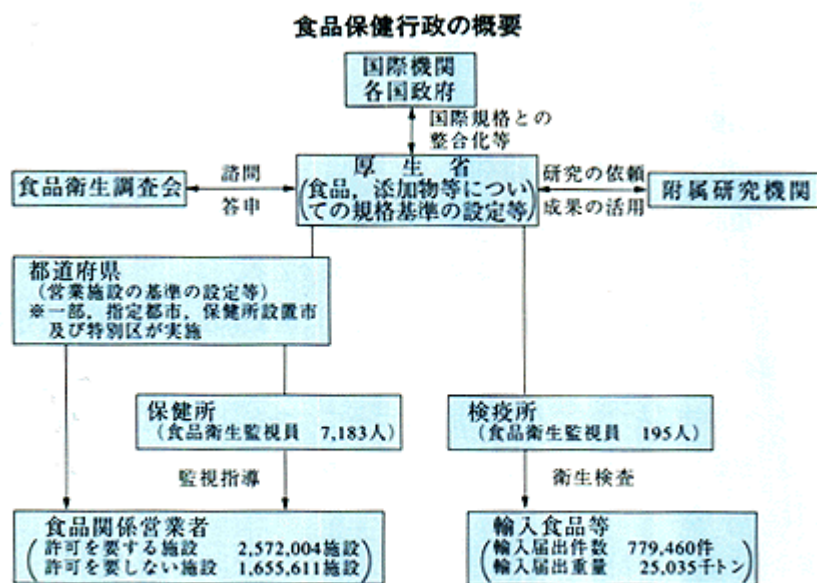 食品保健行政の概要
国際機関
各国政府
国際規格との
整合化等
食品衛生調査会
諮問
答申
厚生省
(食品，添加物等につい
ての規格基準の設定等)
研究の依頼
成果の活用
附属研究機関
都道府県
(営業施設の基準の設定等)
※一部，指定都市，保健所設置市
及び特別区が実施
保健所
(食品衛生監視員 7,183人)
検疫所
(食品衛生監視員 195人)
監視指導
衛生検査
食品関係営業者
(許可を要する施設 2,572,004施設
許可を要しない施設 1,655,611施設)
輸入食品等
(輸入届出件数 779,460件
輸入届出重量 25,035千トン)